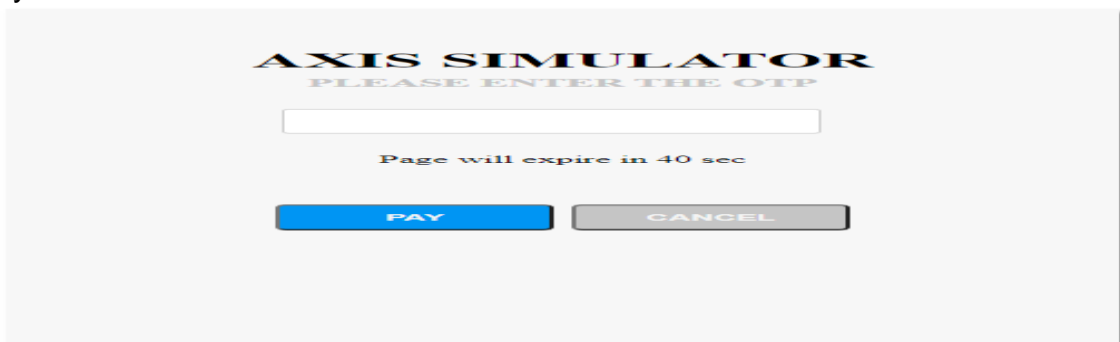 AXIS SIMULATOR
PLEASE ENTER THE OTP
Page will expire in 40 sec
PAY CANCEL